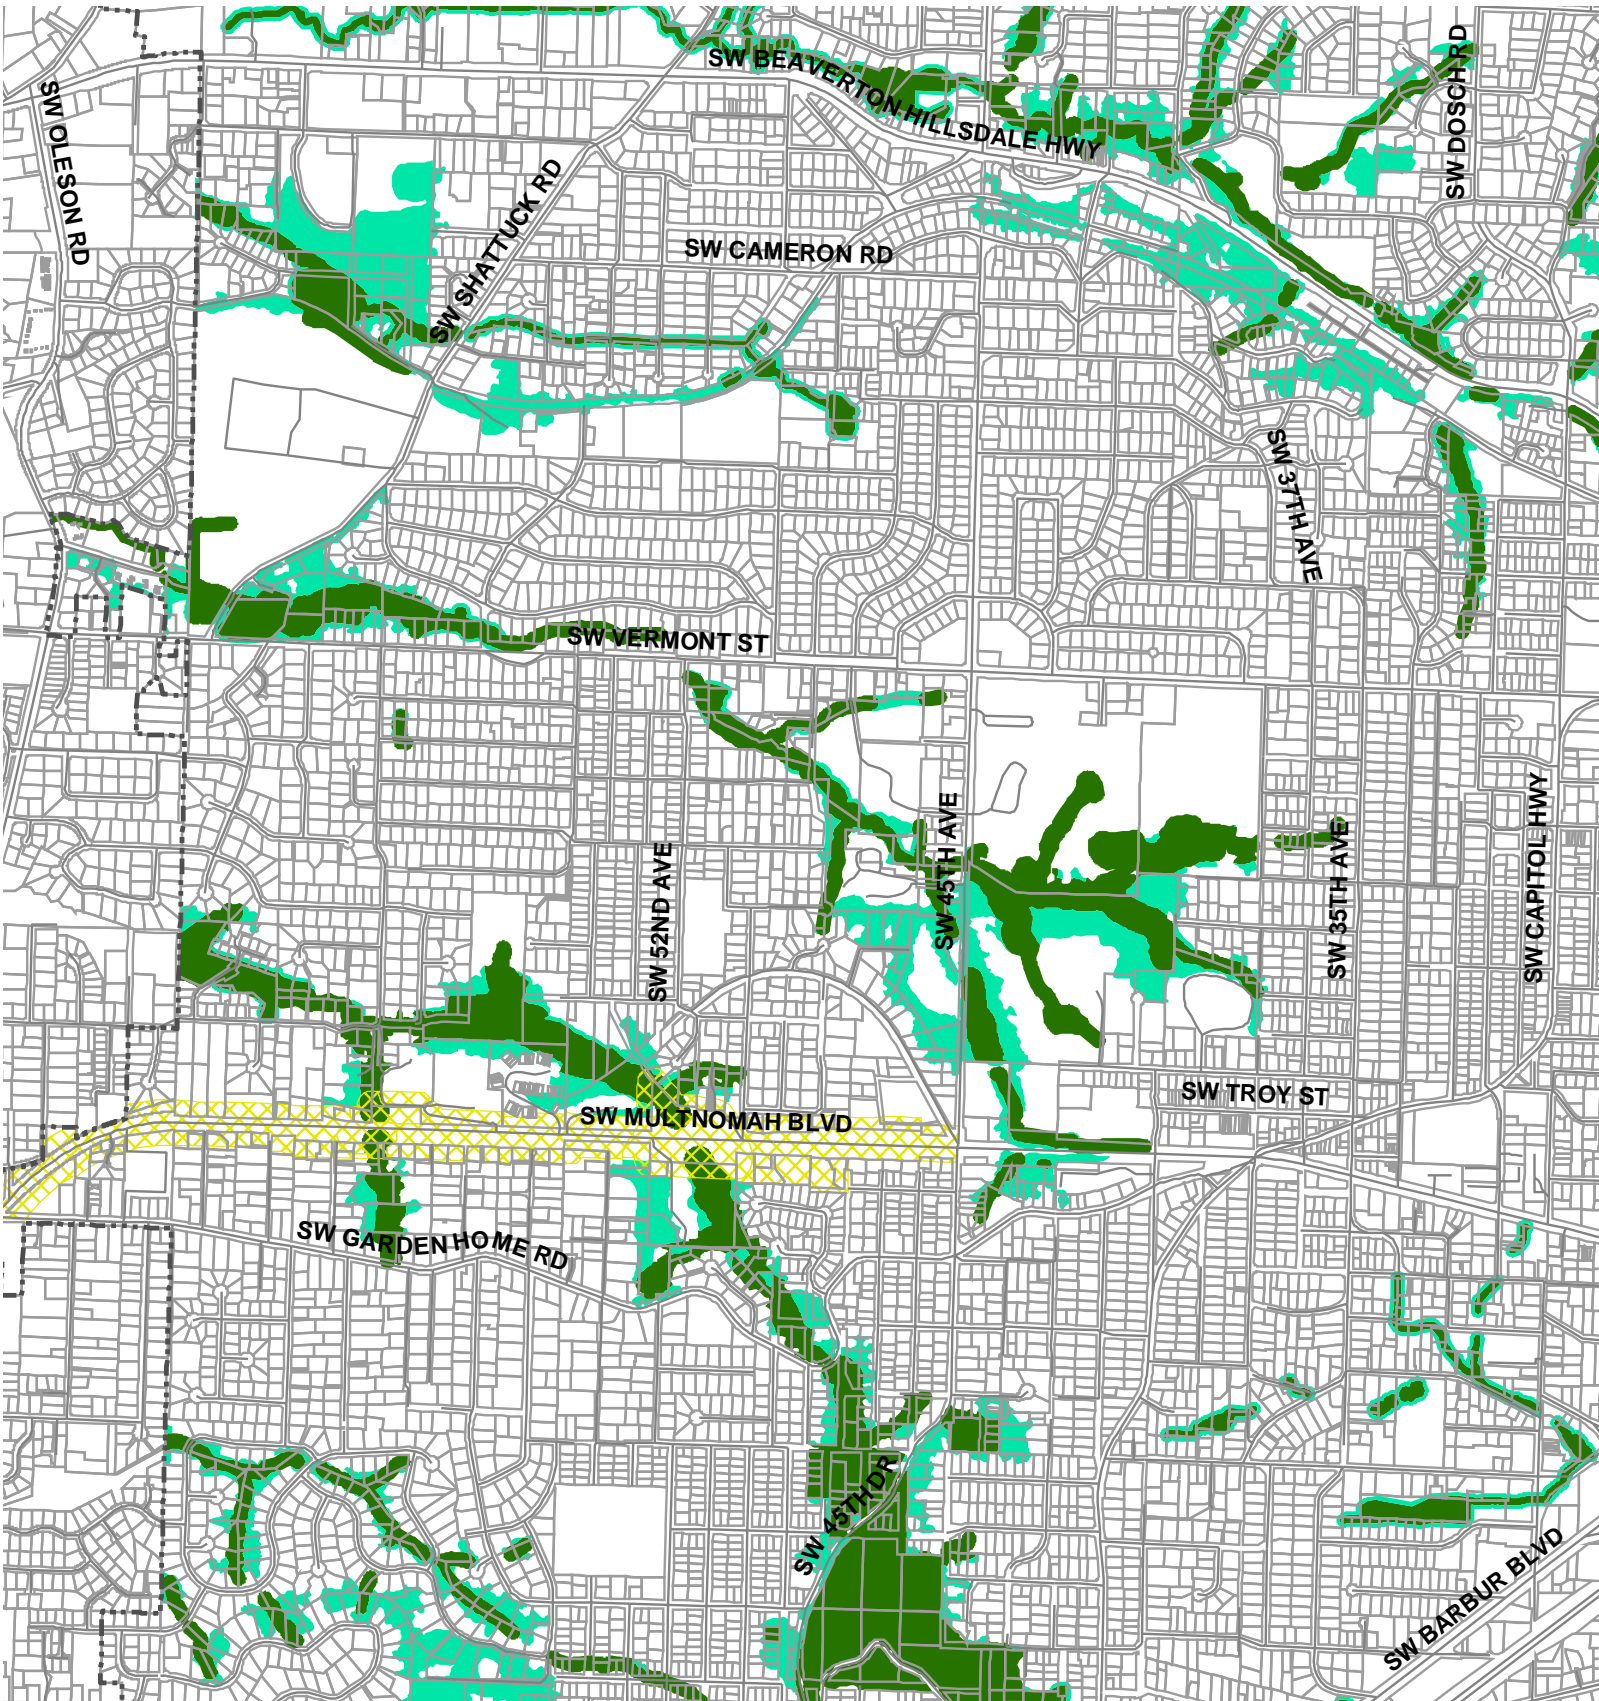 SW BEAVERTON HILLSDALE HWY
SW DOSCH RD
SW OLESON RD
SW SHATTUCK RD
SW CAMERON RD
SW 37TH AVE
SW VERMONT ST
SW 45TH AVE
SW 52ND AVE
SW 35TH AVE
SW CAPITOL HWY
SW TROY ST
SW MULTNOMAH BLVD
SW GARDEN HOME RD
SW 45TH DR
SW BARBUR BLVD